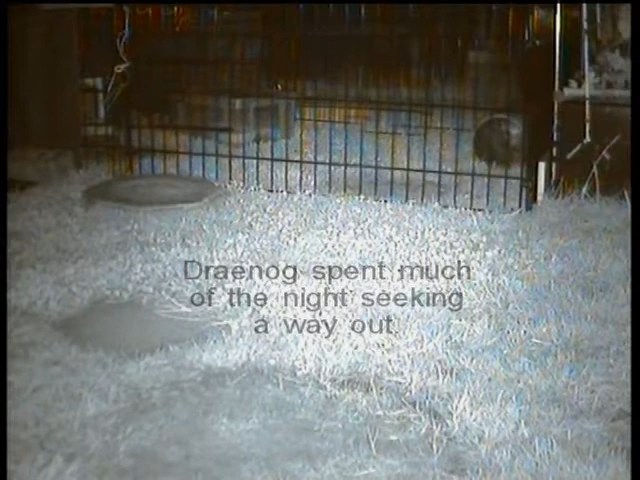 Draenog spent much
of the night seeking
a way out.